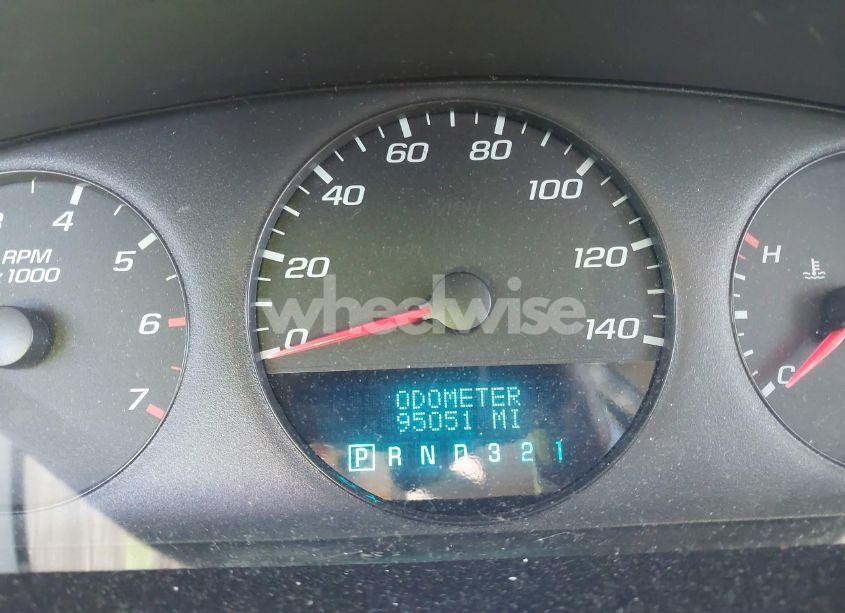 3 4 5 6 7
RPM
x1000
0 20 40 60 80 100 120 140
wheelwise
ODOMETER
95051 MI
P R N D 3 2 1
H
C